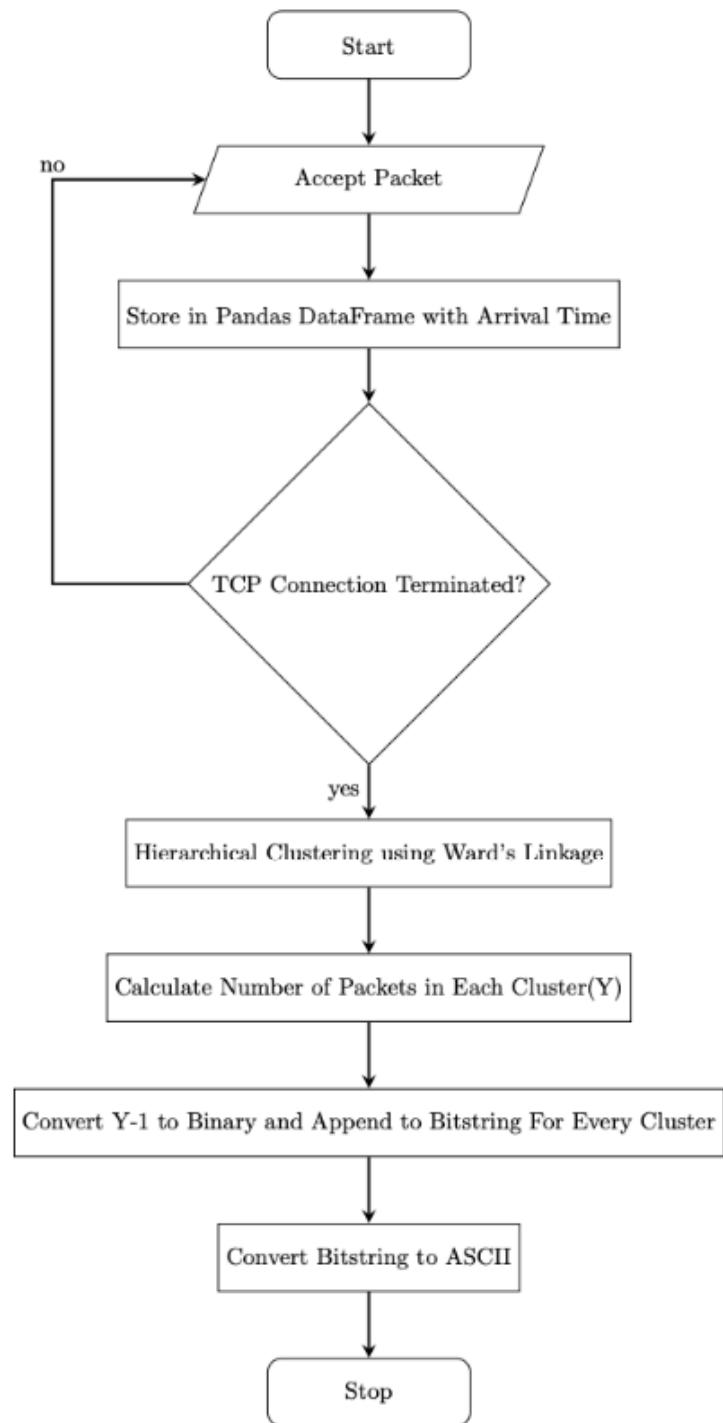 Start
no
Accept Packet
Store in Pandas DataFrame with Arrival Time
TCP Connection Terminated?
yes
Hierarchical Clustering using Ward's Linkage
Calculate Number of Packets in Each Cluster(Y)
Convert Y-1 to Binary and Append to Bitstring For Every Cluster
Convert Bitstring to ASCII
Stop